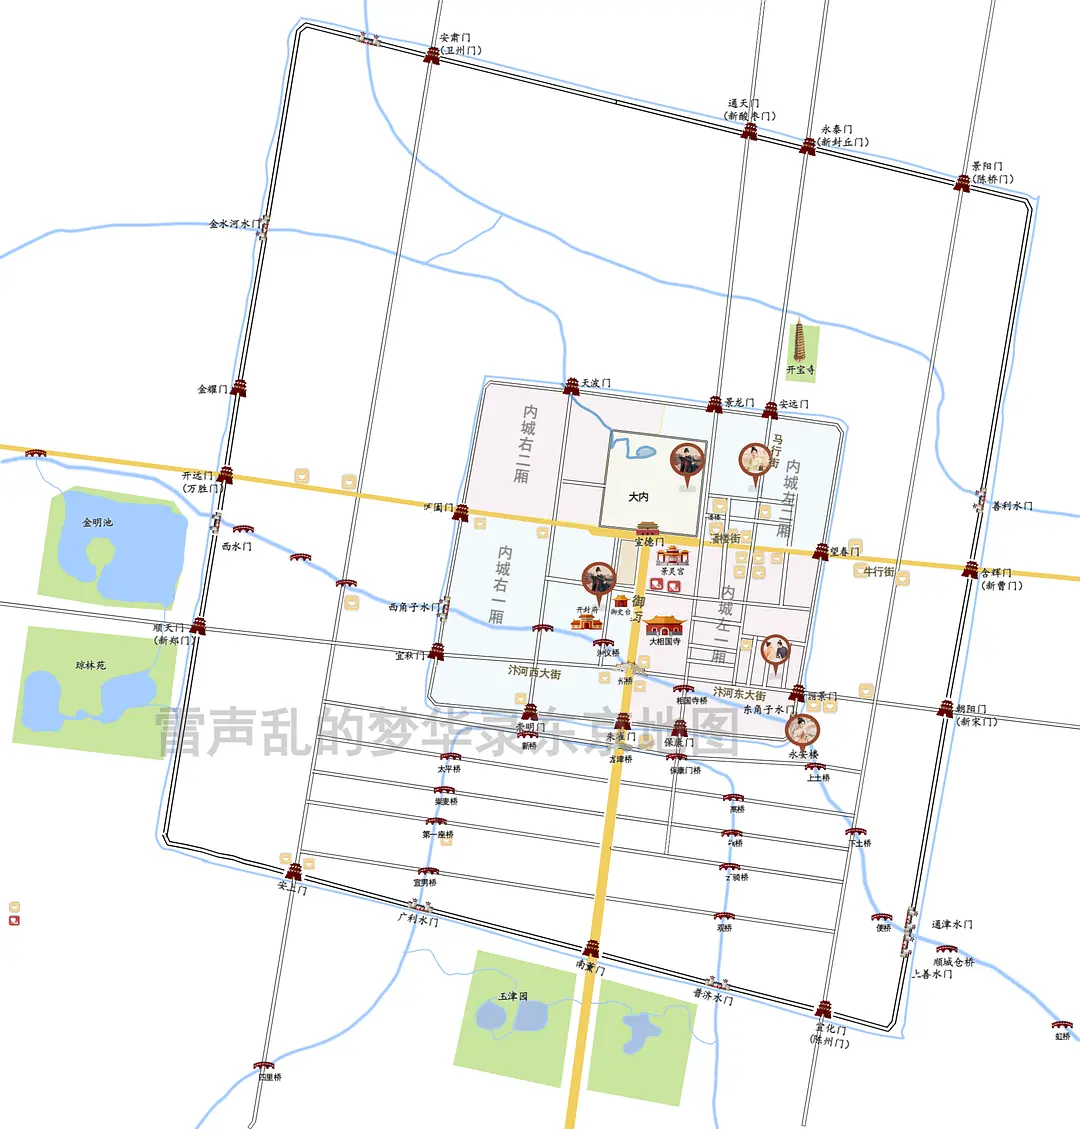 安肃门
(卫州门)
通天门
(新酸枣门)
永泰门
(新封丘门)
景阳门
(陈桥门)
金水河水门
开宝寺
金耀门
天波门
景龙门
安远门
内城右二厢
马行街
内城左二厢
大内
开远门
(万胜门)
善利水门
金明池
宣德门
望春门
西水门
景灵宫
牛行街
含辉门
(新曹门)
内城右一厢
内城左一厢
西角子水门
开封府
御史台
御街
顺天门
(新郑门)
大相国寺
宜秋门
琼林苑
汴河西大街
州桥
相国寺桥
汴河东大街
丽景门
东角子水门
朝阳门
(新宋门)
雷声乱的梦华录东京地图
崇明门
新桥
朱雀门
保康门
永安楼
太平桥
保康门桥
上土桥
高桥
第一座桥
下土桥
宜男桥
安上门
广利水门
观桥
便桥
通津水门
南薰门
顺城仓桥
上善水门
玉津园
普济水门
宣化门
(陈州门)
虹桥
四里桥